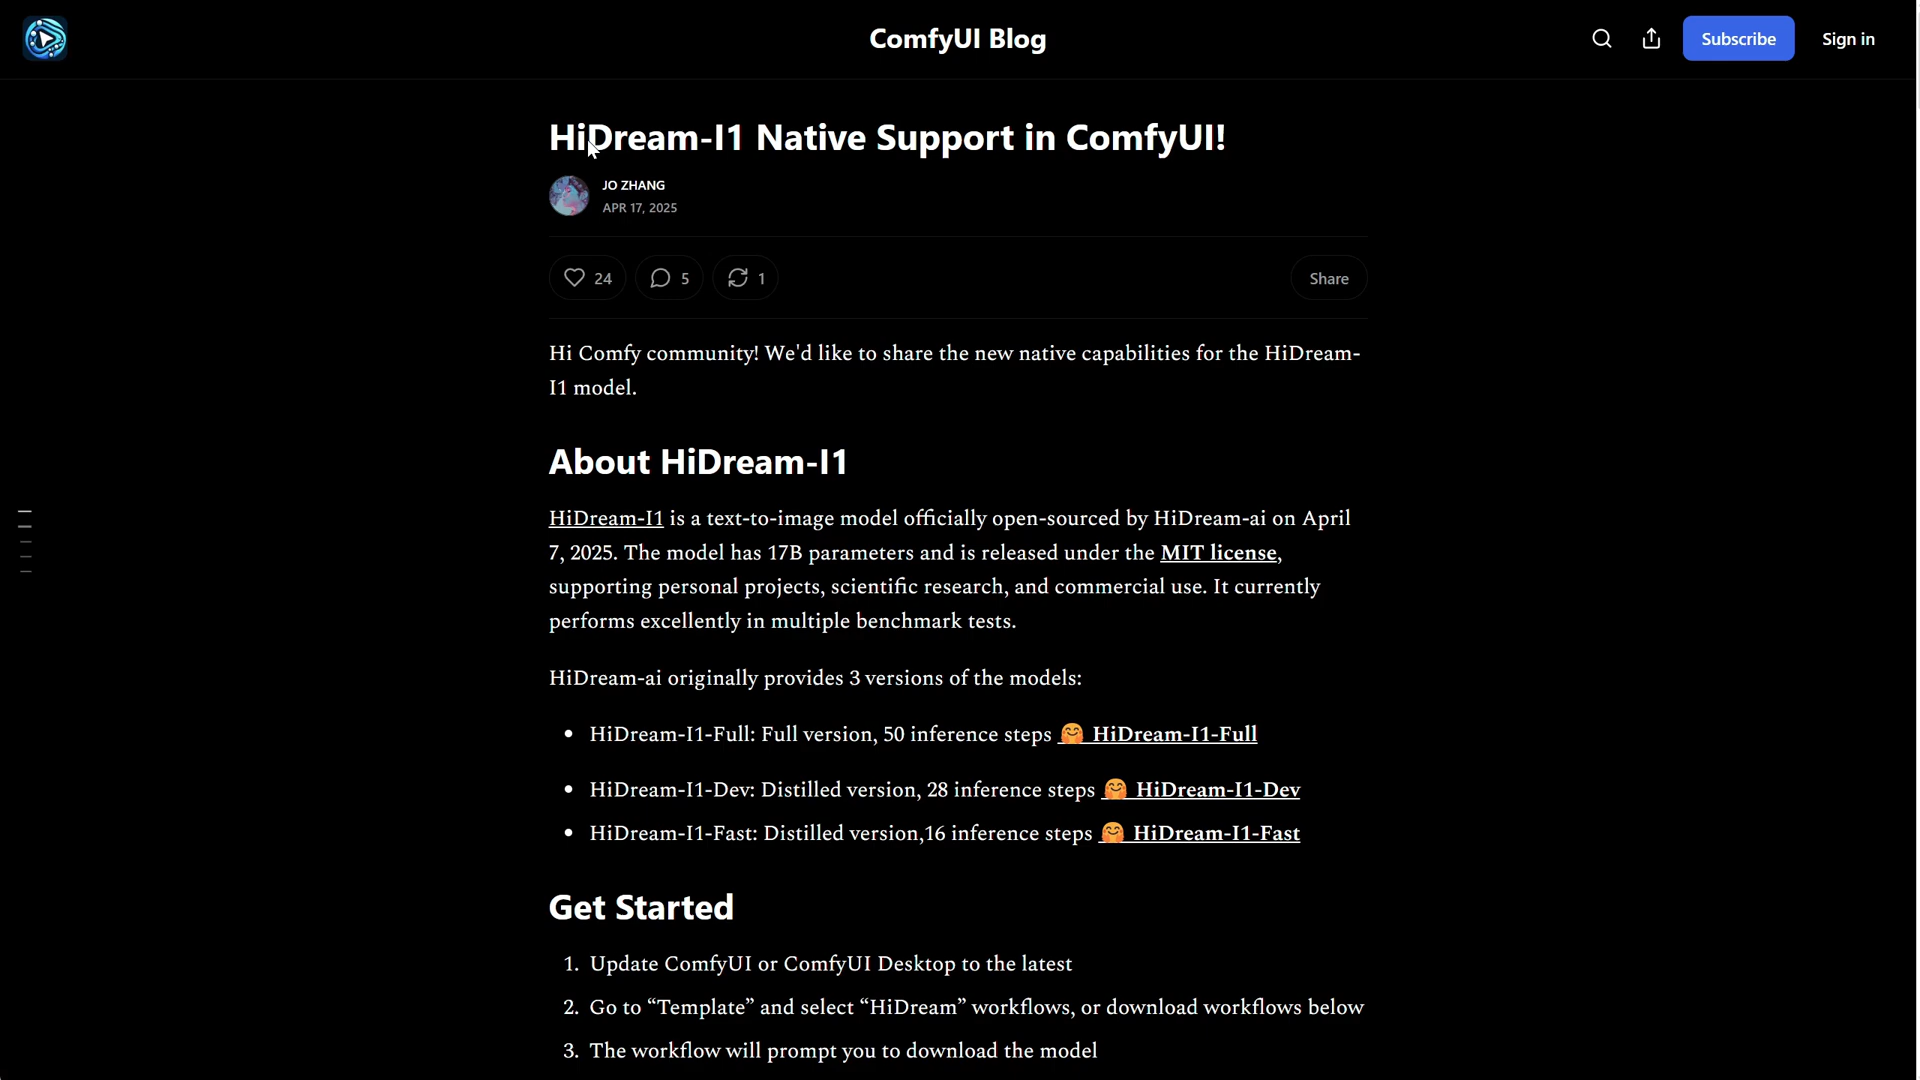 ComfyUI Blog
Subscribe
Sign in
HiDream-I1 Native Support in ComfyUI!
JO ZHANG
APR 17, 2025
24
5
1
Share
Hi Comfy community! We'd like to share the new native capabilities for the HiDream-
I1 model.
About HiDream-I1
HiDream-I1 is a text-to-image model officially open-sourced by HiDream-ai on April
7, 2025. The model has 17B parameters and is released under the MIT license,
supporting personal projects, scientific research, and commercial use. It currently
performs excellently in multiple benchmark tests.
HiDream-ai originally provides 3 versions of the models:
• HiDream-I1-Full: Full version, 50 inference steps 🤗 HiDream-I1-Full
• HiDream-I1-Dev: Distilled version, 28 inference steps 🤗 HiDream-I1-Dev
• HiDream-I1-Fast: Distilled version,16 inference steps 🤗 HiDream-I1-Fast
Get Started
1. Update ComfyUI or ComfyUI Desktop to the latest
2. Go to “Template” and select “HiDream” workflows, or download workflows below
3. The workflow will prompt you to download the model